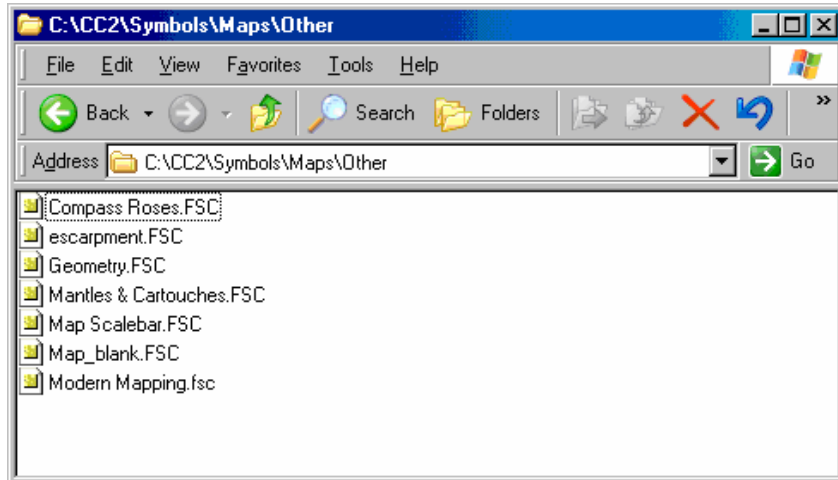 C:\CC2\Symbols\Maps\Other
File Edit View Favorites Tools Help
Back Search Folders »
Address C:\CC2\Symbols\Maps\Other Go
Compass Roses.FSC
escarpment.FSC
Geometry.FSC
Mantles & Cartouches.FSC
Map Scalebar.FSC
Map_blank.FSC
Modern Mapping.fsc